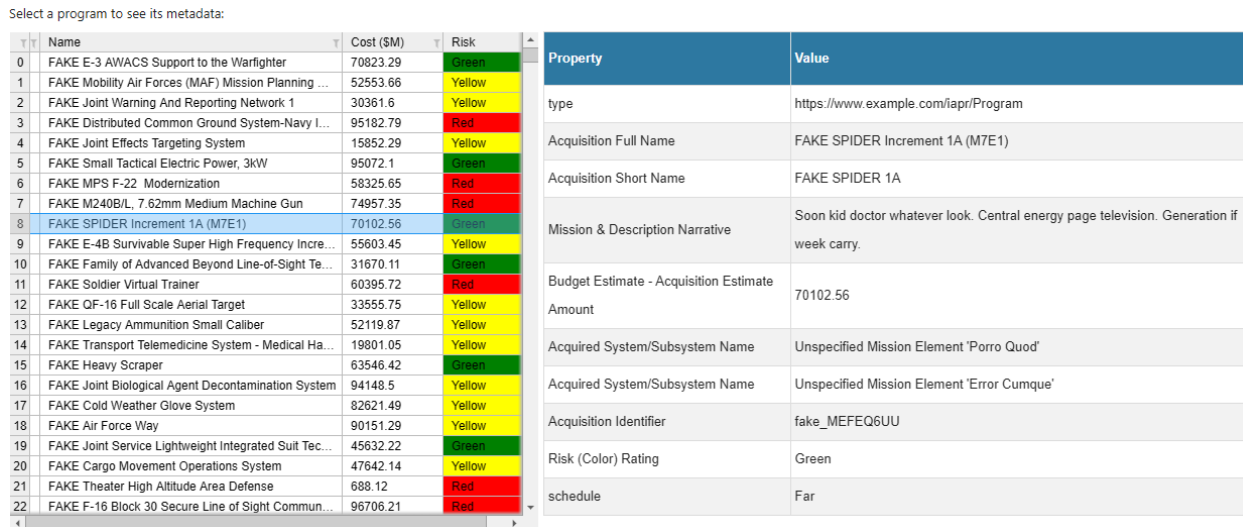 Select a program to see its metadata:
Name Cost ($M) Risk
0 FAKE E-3 AWACS Support to the Warfighter 70823.29 Green
1 FAKE Mobility Air Forces (MAF) Mission Planning ... 52553.66 Yellow
2 FAKE Joint Warning And Reporting Network 1 30361.6 Yellow
3 FAKE Distributed Common Ground System-Navy I... 95182.79 Red
4 FAKE Joint Effects Targeting System 15852.29 Yellow
5 FAKE Small Tactical Electric Power, 3kW 95072.1 Green
6 FAKE MPS F-22 Modernization 58325.65 Red
7 FAKE M240B/L, 7.62mm Medium Machine Gun 74957.35 Red
8 FAKE SPIDER Increment 1A (M7E1) 70102.56 Green
9 FAKE E-4B Survivable Super High Frequency Incre... 55603.45 Yellow
10 FAKE Family of Advanced Beyond Line-of-Sight Te... 31670.11 Green
11 FAKE Soldier Virtual Trainer 60395.72 Red
12 FAKE QF-16 Full Scale Aerial Target 33555.75 Yellow
13 FAKE Legacy Ammunition Small Caliber 52119.87 Yellow
14 FAKE Transport Telemedicine System - Medical Ha... 19801.05 Yellow
15 FAKE Heavy Scraper 63546.42 Green
16 FAKE Joint Biological Agent Decontamination System 94148.5 Yellow
17 FAKE Cold Weather Glove System 82621.49 Yellow
18 FAKE Air Force Way 90151.29 Yellow
19 FAKE Joint Service Lightweight Integrated Suit Tec... 45632.22 Green
20 FAKE Cargo Movement Operations System 47642.14 Yellow
21 FAKE Theater High Altitude Area Defense 688.12 Red
22 FAKE F-16 Block 30 Secure Line of Sight Commun... 96706.21 Red
Property Value
type https://www.example.com/iapr/Program
Acquisition Full Name FAKE SPIDER Increment 1A (M7E1)
Acquisition Short Name FAKE SPIDER 1A
Mission & Description Narrative Soon kid doctor whatever look. Central energy page television. Generation if
week carry.
Budget Estimate - Acquisition Estimate
Amount 70102.56
Acquired System/Subsystem Name Unspecified Mission Element 'Porro Quod'
Acquired System/Subsystem Name Unspecified Mission Element 'Error Cumque'
Acquisition Identifier fake_MEFEQ6UU
Risk (Color) Rating Green
schedule Far